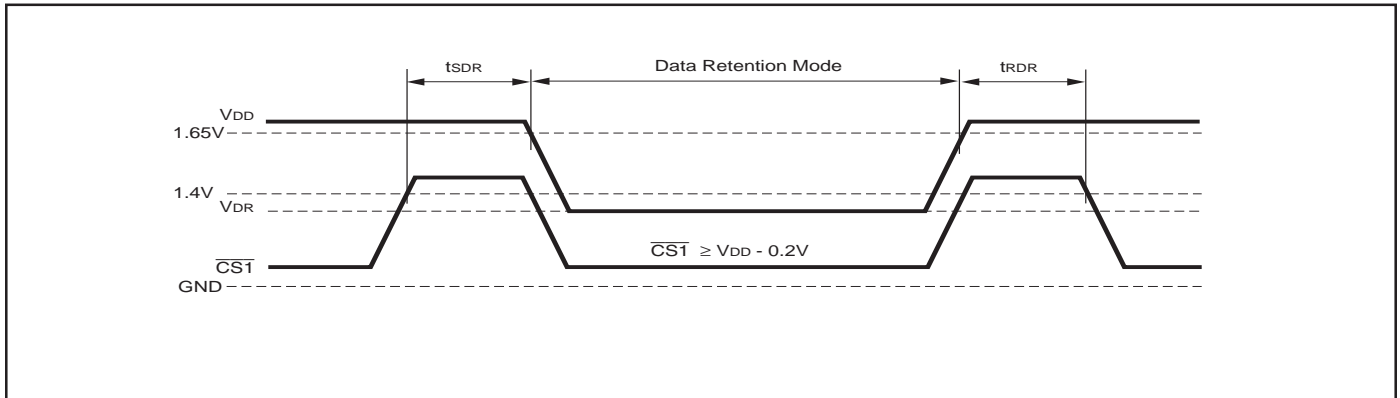 tSDR Data Retention Mode tRDR
VDD
1.65V
1.4V
VDR
CS1 ≥ VDD - 0.2V
CS1
GND